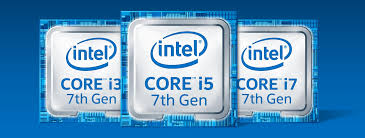 intel
CORE i3
7th Gen
intel
CORE i5
7th Gen
intel
CORE i7
7th Gen